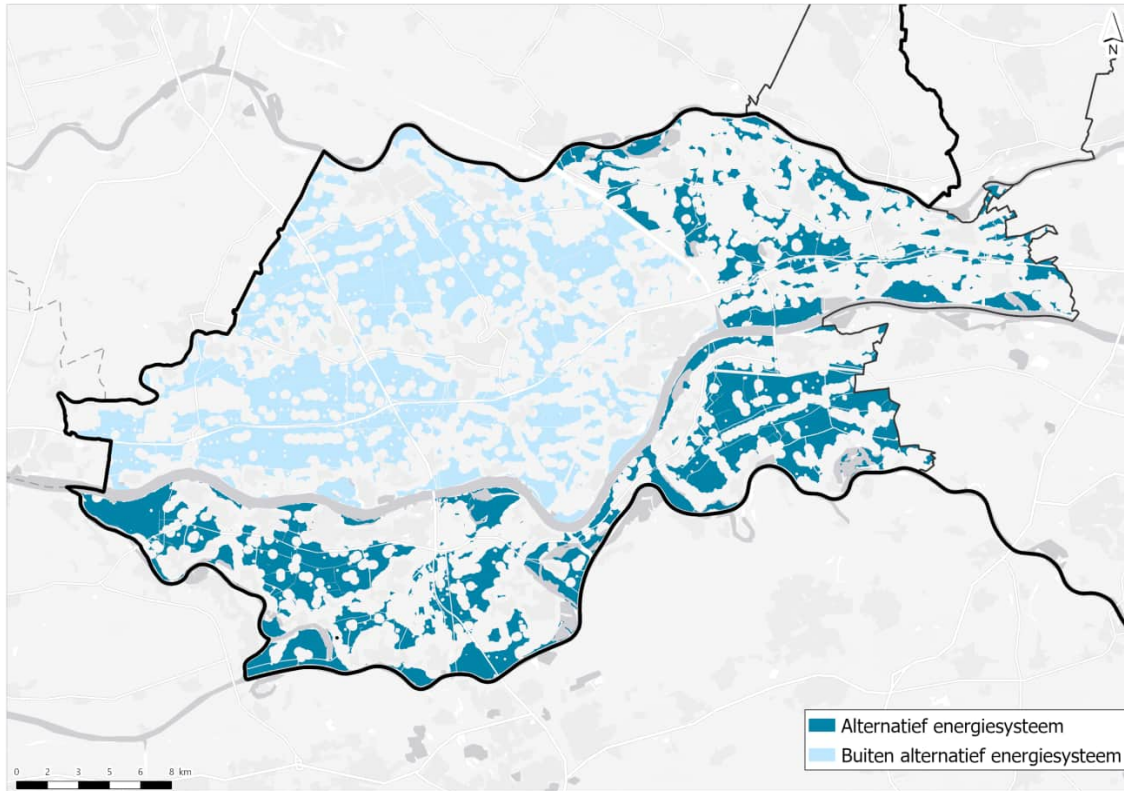 N
Alternatief energiesysteem
Buiten alternatief energiesysteem
0 2 3 5 6 8 km